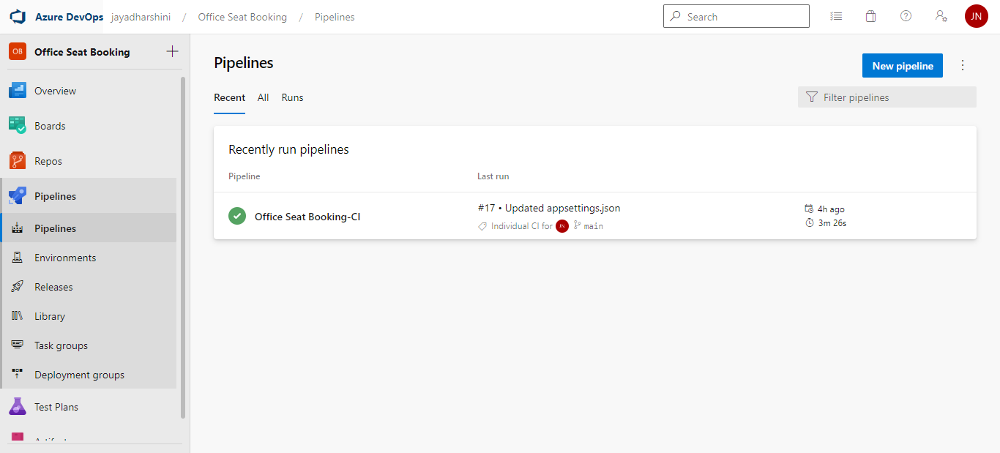 Azure DevOps jayadharshini / Office Seat Booking / Pipelines
Search
JN
OB Office Seat Booking
Overview
Boards
Repos
Pipelines
Pipelines
Environments
Releases
Library
Task groups
Deployment groups
Test Plans
Pipelines
New pipeline
Recent All Runs
Filter pipelines
Recently run pipelines
Pipeline Last run
Office Seat Booking-CI
#17 • Updated appsettings.json
Individual CI for JN main
4h ago
3m 26s